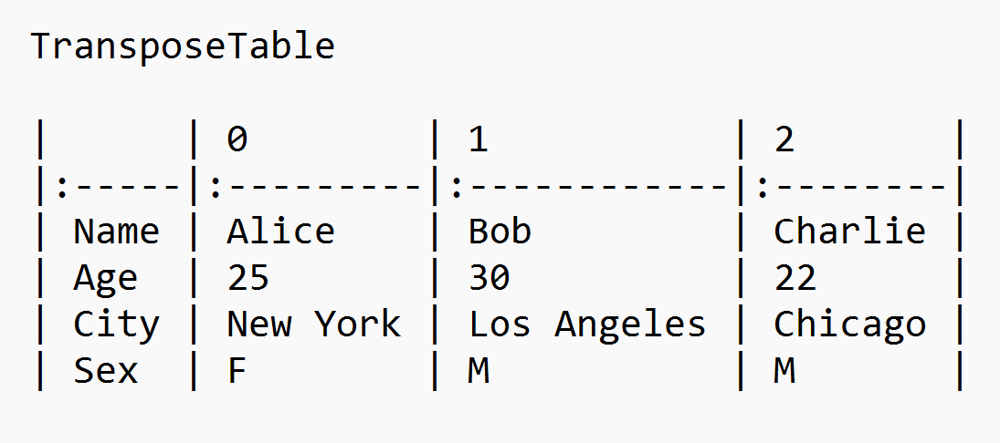 TransposeTable
|      | 0         | 1            | 2        |
|:-----|:---------|:------------|:--------|
| Name | Alice    | Bob         | Charlie |
| Age  | 25       | 30          | 22      |
| City | New York | Los Angeles | Chicago |
| Sex  | F        | M           | M       |